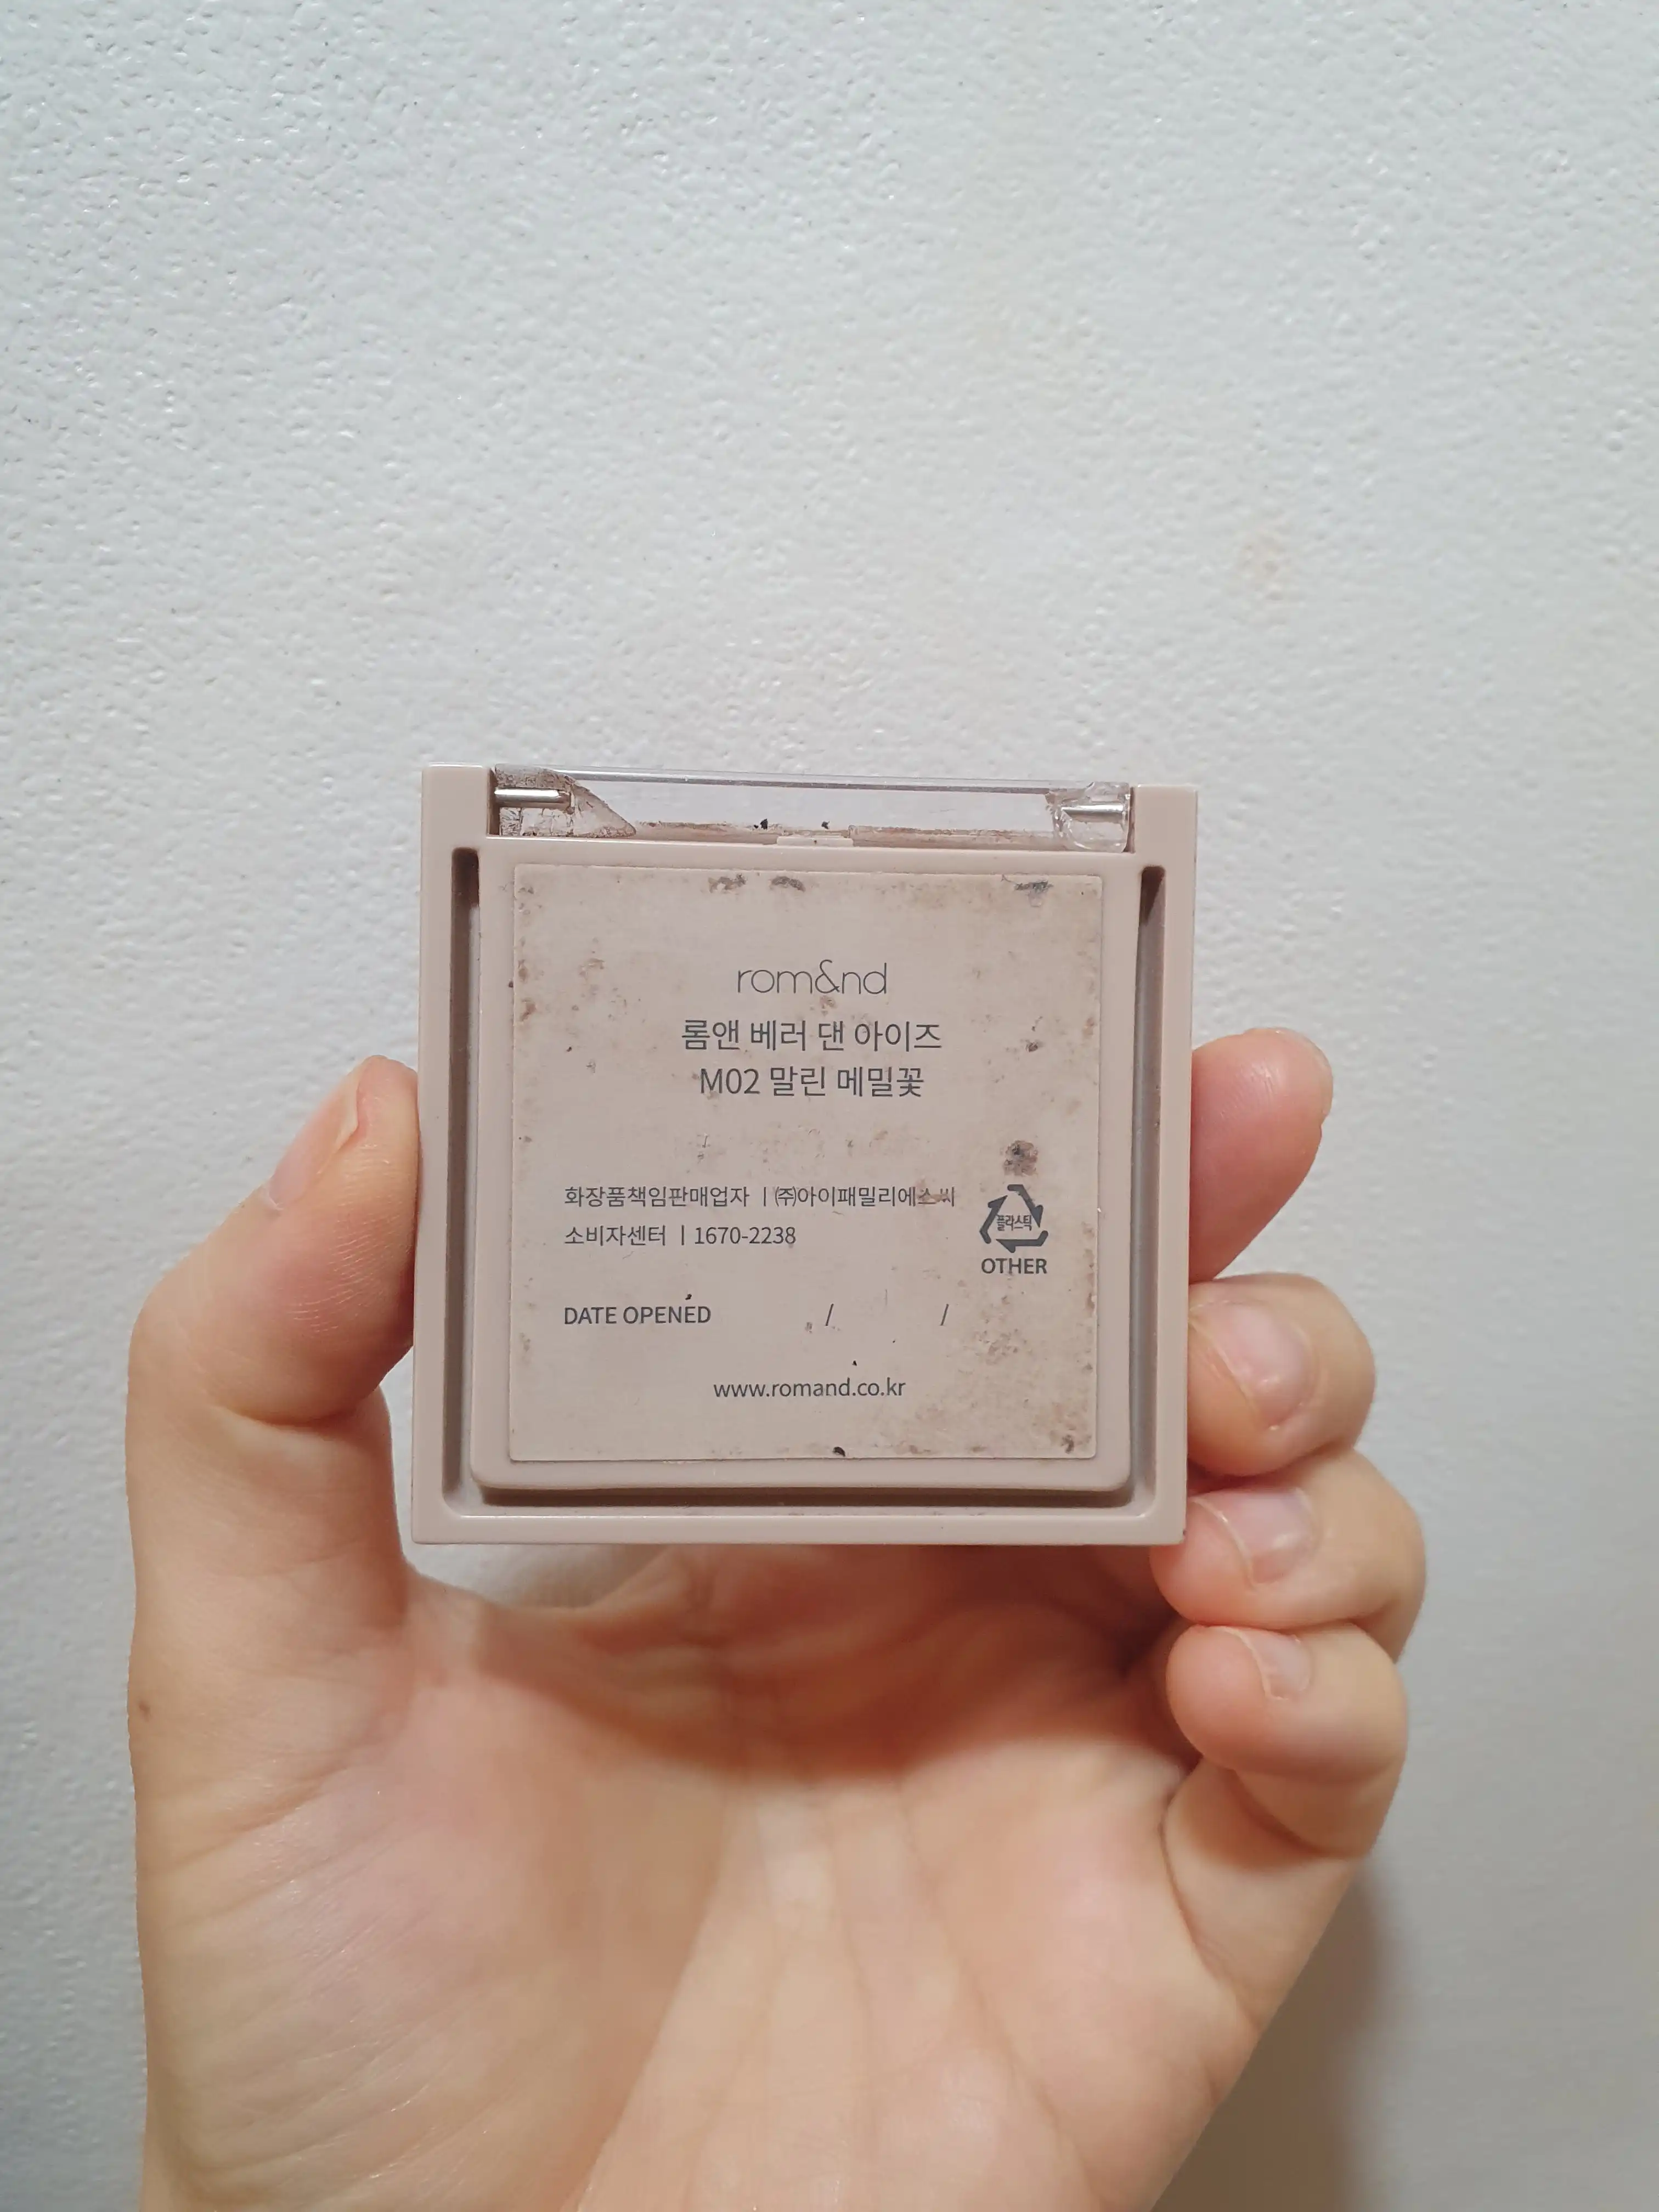 rom&nd
롬앤 베러 댄 아이즈
M02 말린 메밀꽃
화장품책임판매업자 ㅣ㈜아이패밀리에스씨
소비자센터 ㅣ1670-2238
플라스틱
OTHER
DATE OPENED / /
www.romand.co.kr